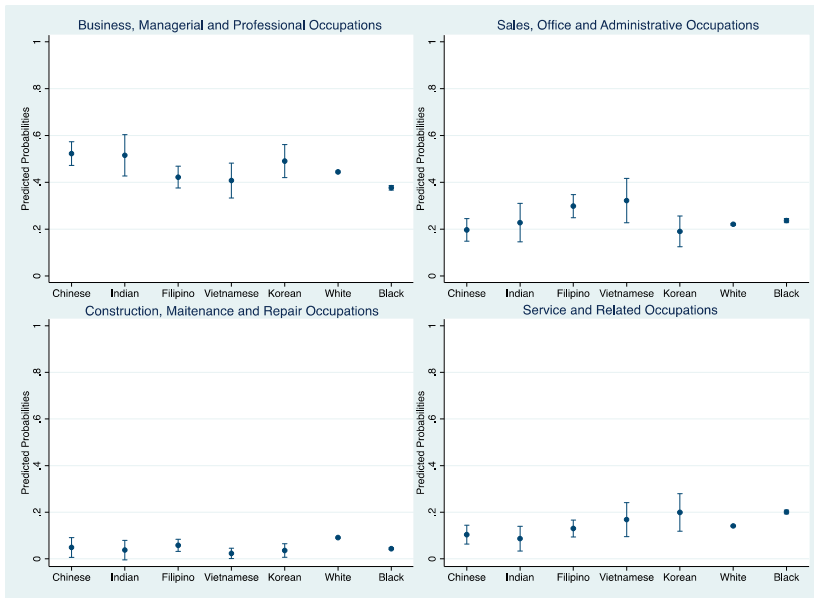 Business, Managerial and Professional Occupations
Predicted Probabilities
1
.8
.6
.4
.2
0
Chinese Indian Filipino Vietnamese Korean White Black
Sales, Office and Administrative Occupations
Predicted Probabilities
1
.8
.6
.4
.2
0
Chinese Indian Filipino Vietnamese Korean White Black
Construction, Maitenance and Repair Occupations
Predicted Probabilities
1
.8
.6
.4
.2
0
Chinese Indian Filipino Vietnamese Korean White Black
Service and Related Occupations
Predicted Probabilities
1
.8
.6
.4
.2
0
Chinese Indian Filipino Vietnamese Korean White Black